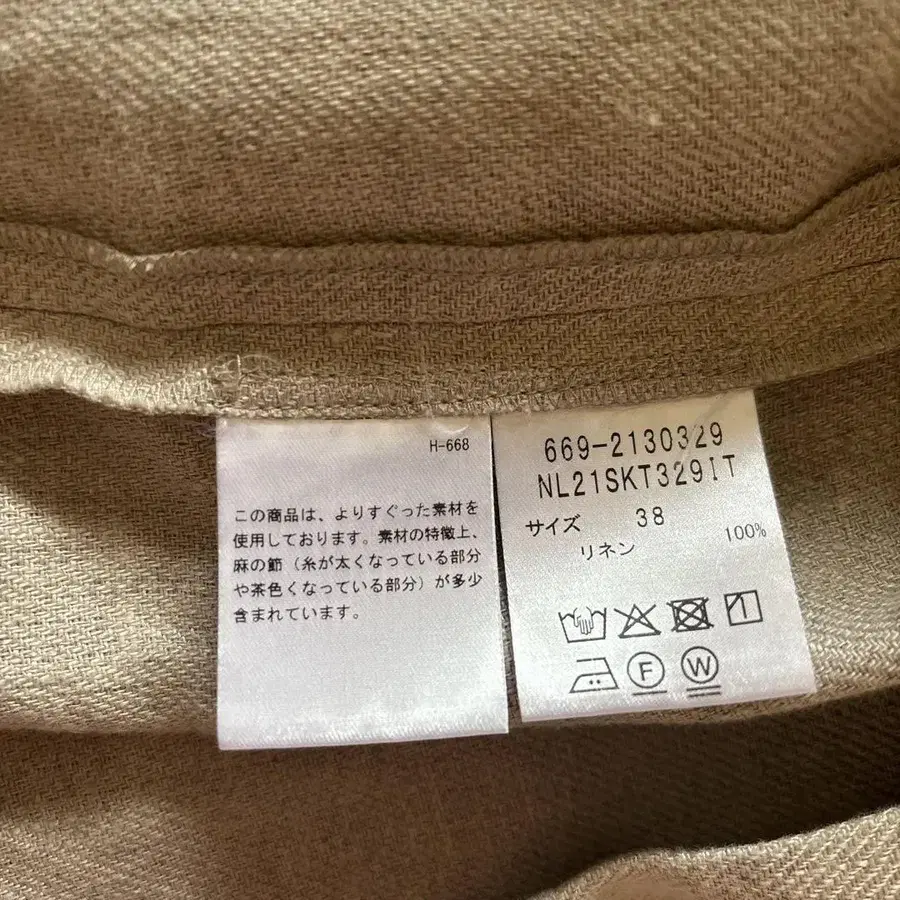 H-668
この商品は、よりすぐった素材を
使用しております。素材の特徴上、
麻の節（糸が太くなっている部分
や茶色くなっている部分）が多少
含まれています。
669-2130329
NL21SKT329IT
サイズ 38
リネン 100%
F W